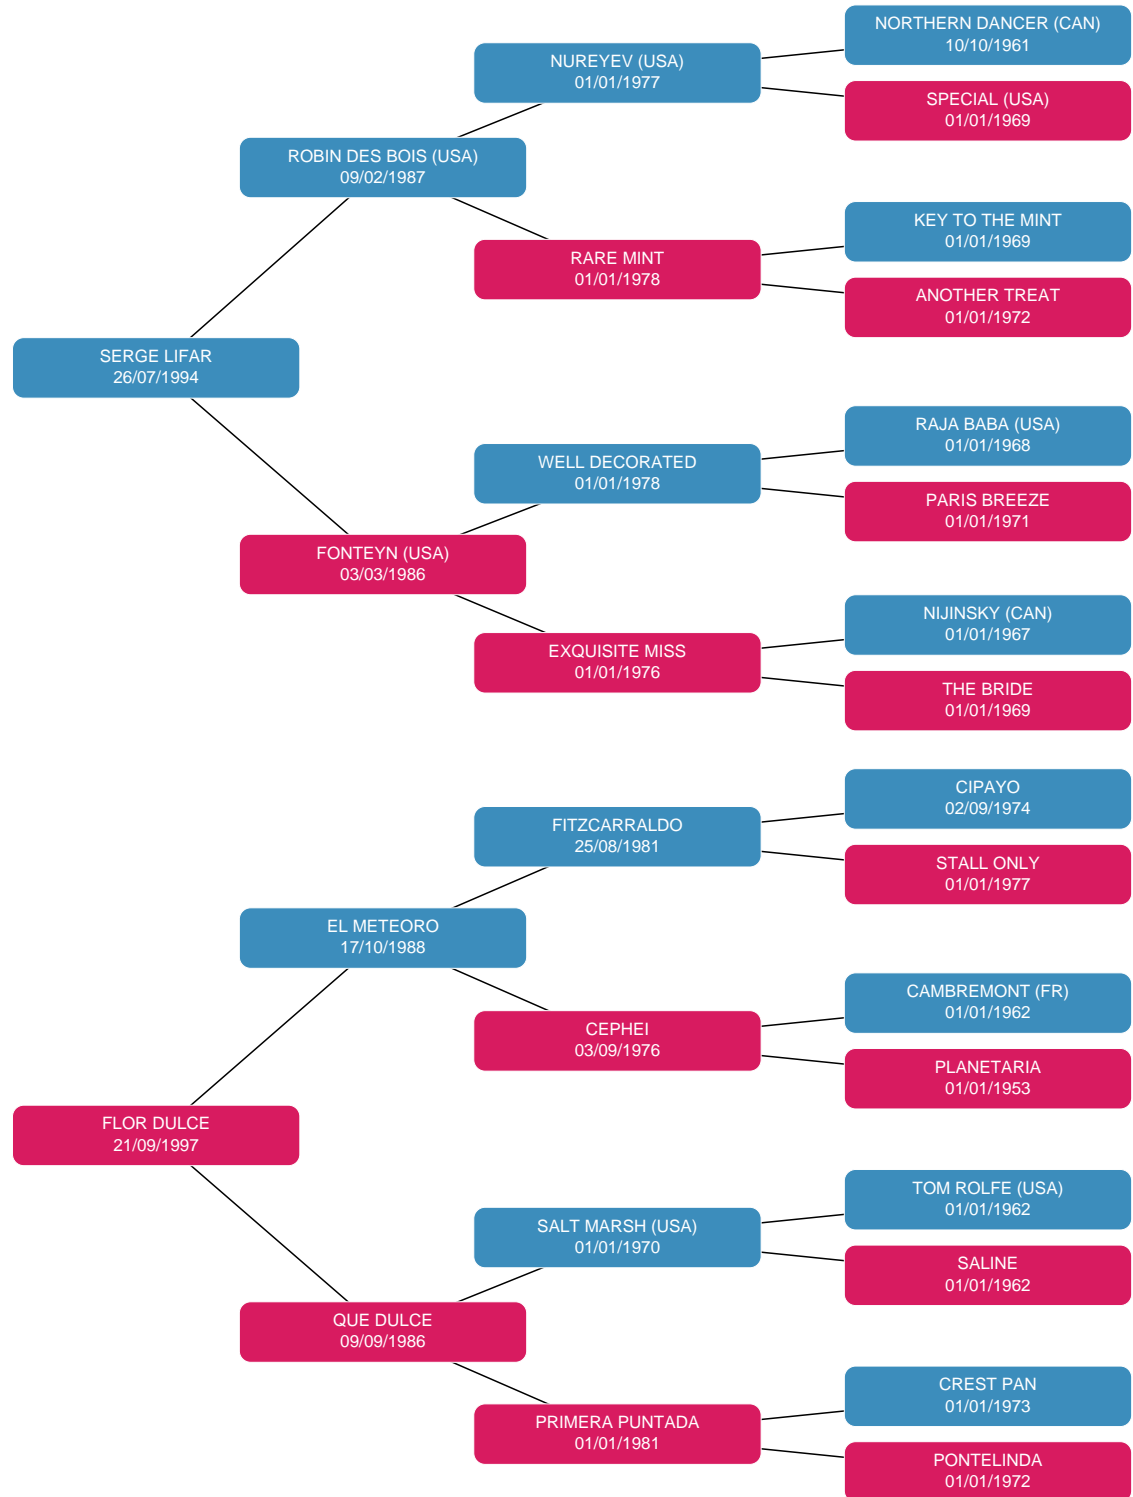 NORTHERN DANCER (CAN)
10/10/1961
NUREYEV (USA)
01/01/1977
SPECIAL (USA)
01/01/1969
ROBIN DES BOIS (USA)
09/02/1987
KEY TO THE MINT
01/01/1969
RARE MINT
01/01/1978
ANOTHER TREAT
01/01/1972
SERGE LIFAR
26/07/1994
RAJA BABA (USA)
01/01/1968
WELL DECORATED
01/01/1978
PARIS BREEZE
01/01/1971
FONTEYN (USA)
03/03/1986
NIJINSKY (CAN)
01/01/1967
EXQUISITE MISS
01/01/1976
THE BRIDE
01/01/1969
CIPAYO
02/09/1974
FITZCARRALDO
25/08/1981
STALL ONLY
01/01/1977
EL METEORO
17/10/1988
CAMBREMONT (FR)
01/01/1962
CEPHEI
03/09/1976
PLANETARIA
01/01/1953
FLOR DULCE
21/09/1997
TOM ROLFE (USA)
01/01/1962
SALT MARSH (USA)
01/01/1970
SALINE
01/01/1962
QUE DULCE
09/09/1986
CREST PAN
01/01/1973
PRIMERA PUNTADA
01/01/1981
PONTELINDA
01/01/1972